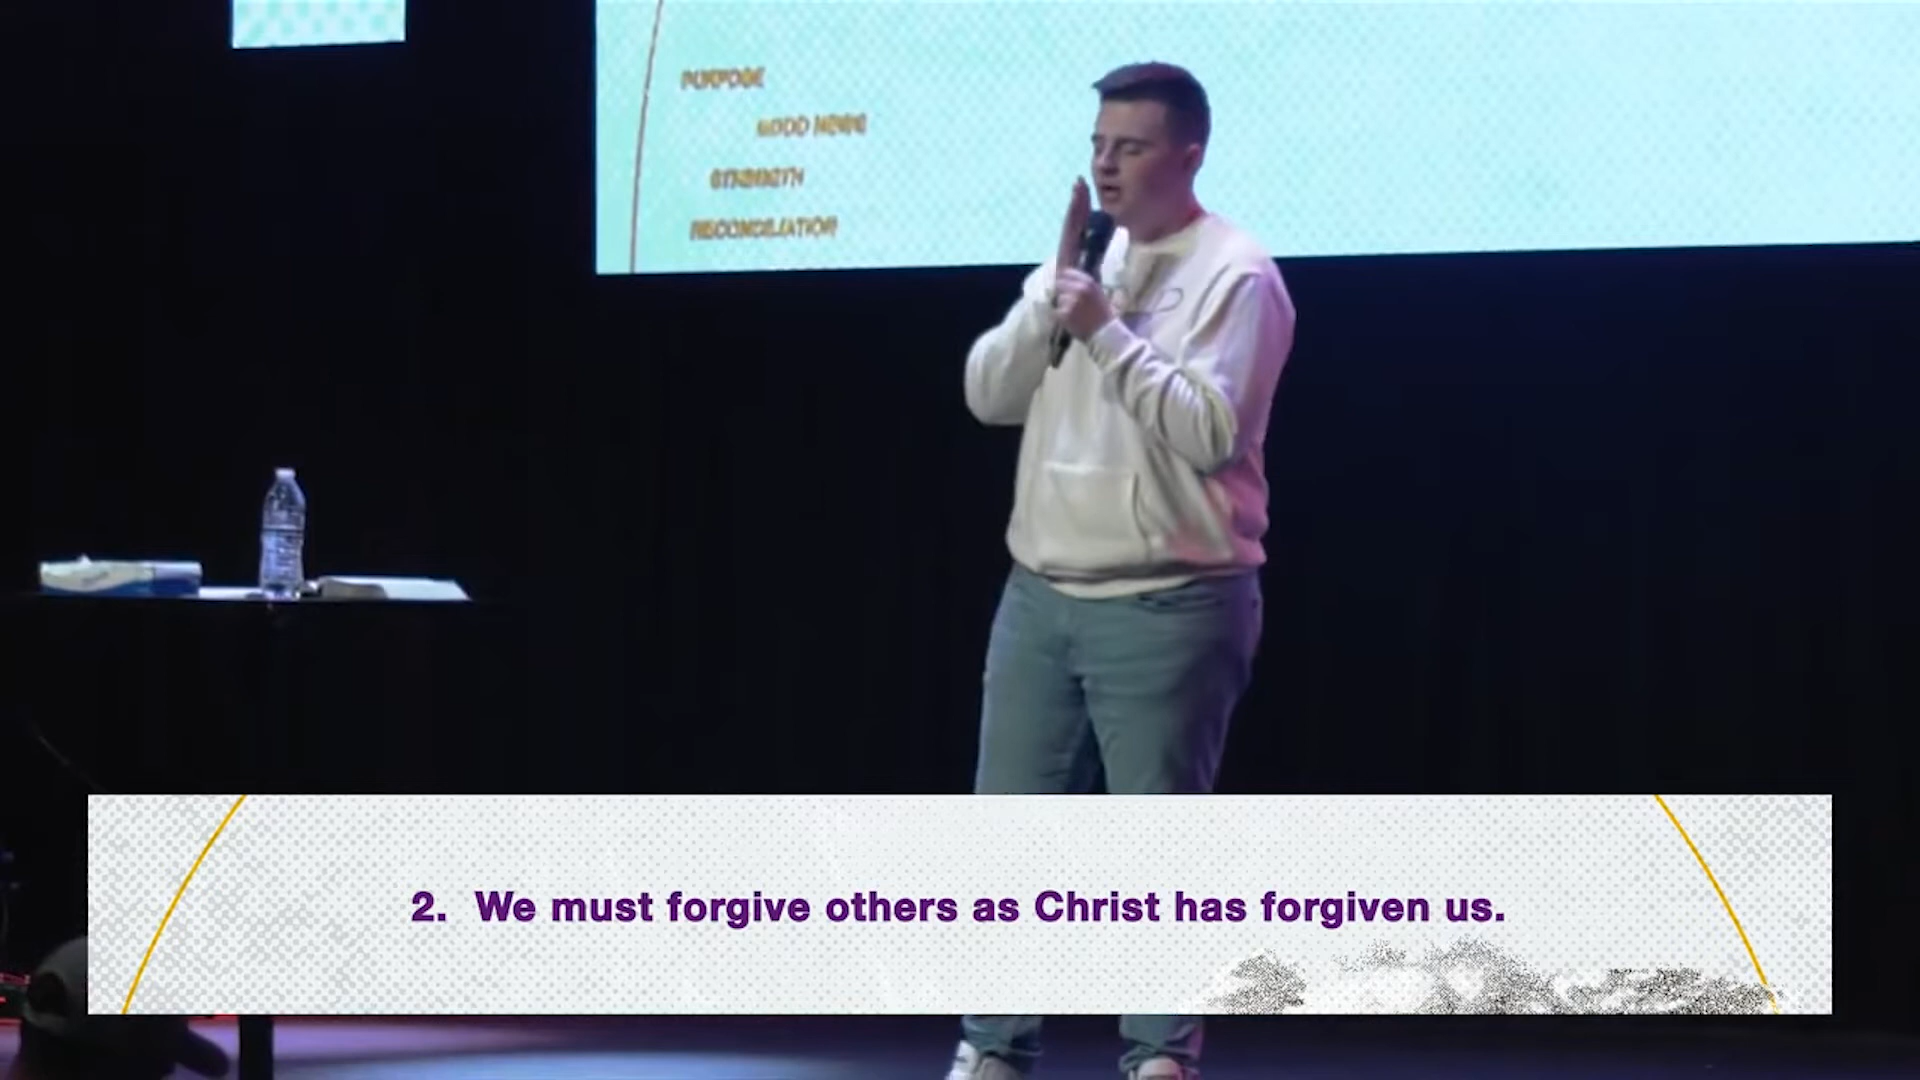 PURPOSE
GOOD NEWS
STRENGTH
RECONCILIATION
2. We must forgive others as Christ has forgiven us.